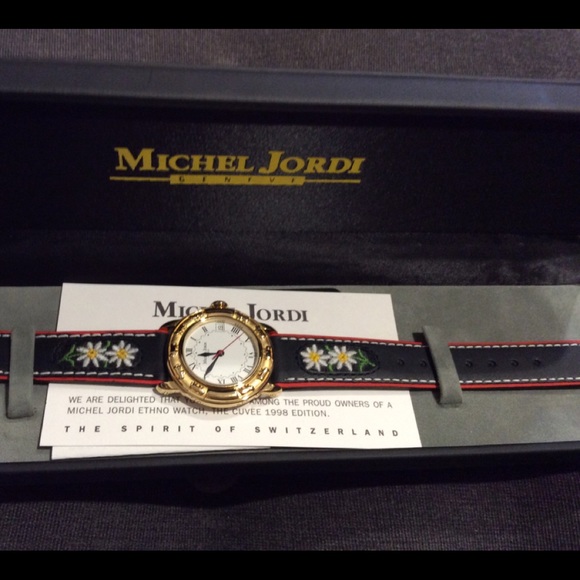 MICHEL JORDI
GENEVE
MICHEL JORDI
WE ARE DELIGHTED THAT AMONG THE PROUD OWNERS OF A
MICHEL JORDI ETHNO WATCH, THE CUVÉE 1998 EDITION.
THE SPIRIT OF SWITZERLAND